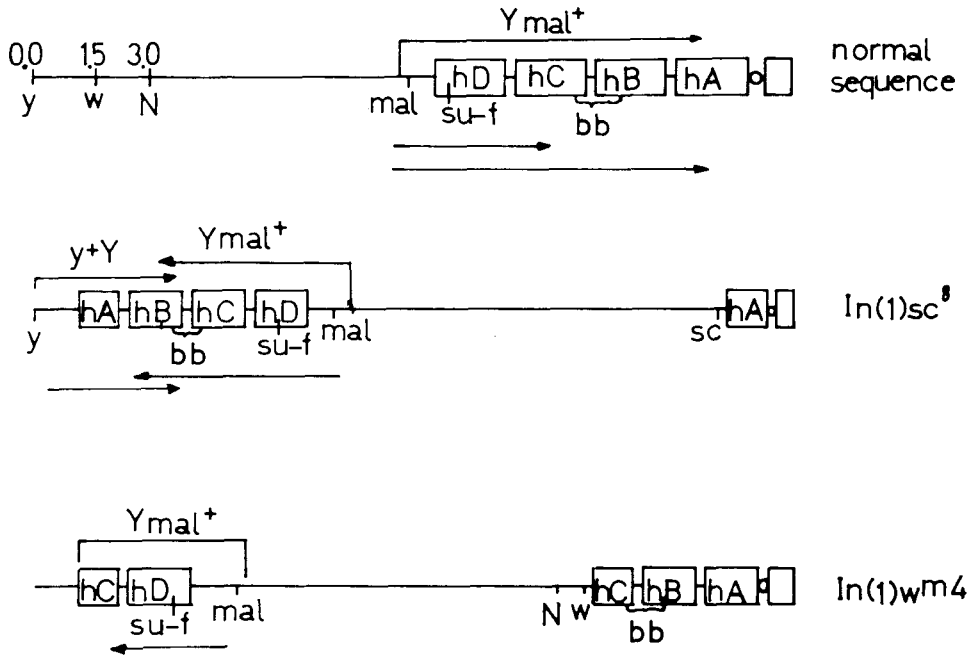 Ymal+
0.0 1.5 3.0
hD hC hB hA
normal
sequence
y w N mal
su-f
bb
y+Y Ymal+
hA hB hC hD
hA
In(1)sc8
y
mal
sc
bb
su-f
Ymal+
hC hD
hC hB hA
In(1)wm4
mal
N w
su-f
bb